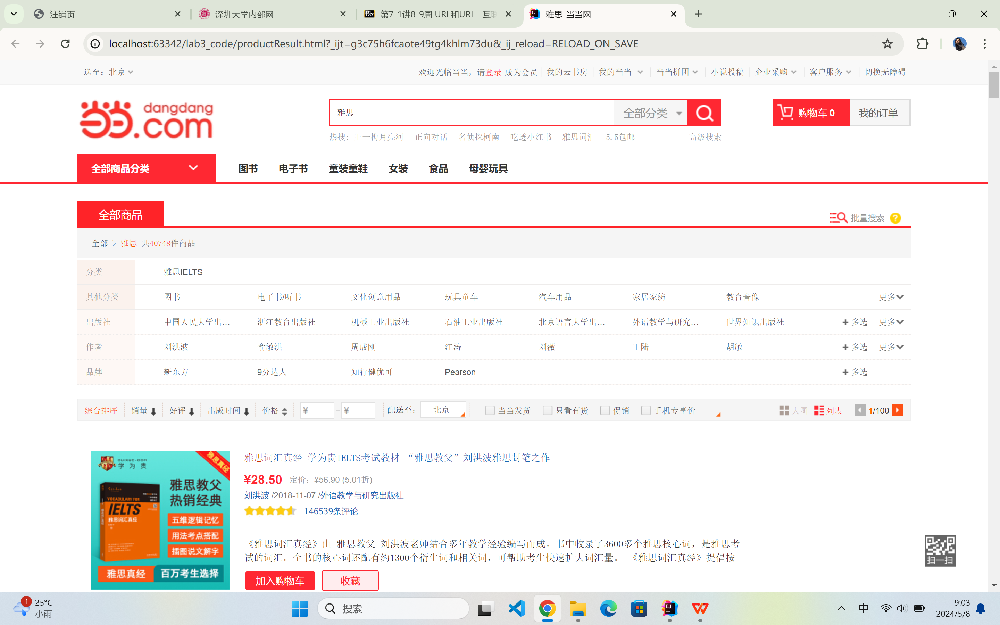 注销页
深圳大学内部网
Bb 第7-1讲8-9周 URL和URI – 互联
雅思-当当网
localhost:63342/lab3_code/productResult.html?_ijt=g3c75h6fcaote49tg4khlm73du&_ij_reload=RELOAD_ON_SAVE
送至：北京 欢迎光临当当，请登录 成为会员 我的云书房 我的当当 当当拼团 小说投稿 企业采购 客户服务 切换无障碍
dangdang
.com
雅思 全部分类
购物车 0 我的订单
热搜：王一梅月亮河 正向对话 名侦探柯南 吃透小红书 雅思词汇 5.5包邮 高级搜索
全部商品分类 图书 电子书 童装童鞋 女装 食品 母婴玩具
全部商品 批量搜索 ?
全部 > 雅思 共40748件商品
分类 雅思IELTS
其他分类 图书 电子书/听书 文化创意用品 玩具童车 汽车用品 家居家纺 教育音像 更多
出版社 中国人民大学出... 浙江教育出版社 机械工业出版社 石油工业出版社 北京语言大学出... 外语教学与研究... 世界知识出版社 + 多选 更多
作者 刘洪波 俞敏洪 周成刚 江涛 刘薇 王陆 胡敏 + 多选 更多
品牌 新东方 9分达人 知行健优可 Pearson + 多选
综合排序 销量 好评 出版时间 价格 ¥ – ¥ 配送至： 北京 当当发货 只看有货 促销 手机专享价 大图 列表 1/100
雅思真经
GUIXUE.COM
学为贵
雅思教父
热销经典
VOCABULARY FOR
IELTS
雅思词汇真经
五维逻辑记忆
用法考点搭配
插图说文解字
雅思真经 百万考生选择
雅思词汇真经 学为贵IELTS考试教材 “雅思教父”刘洪波雅思封笔之作
¥28.50 定价：¥56.90 (5.01折)
刘洪波 /2018-11-07 /外语教学与研究出版社
146539条评论
《雅思词汇真经》由 雅思教父 刘洪波老师结合多年教学经验编写而成。书中收录了3600多个雅思核心词，是雅思考
试的词汇。全书的核心词还配有约1300个衍生词和相关词，可帮助考生快速扩大词汇量。 《雅思词汇真经》提倡按
加入购物车 收藏
扫一扫
1 25°C
小雨
搜索
IJ
中
9:03
2024/5/8